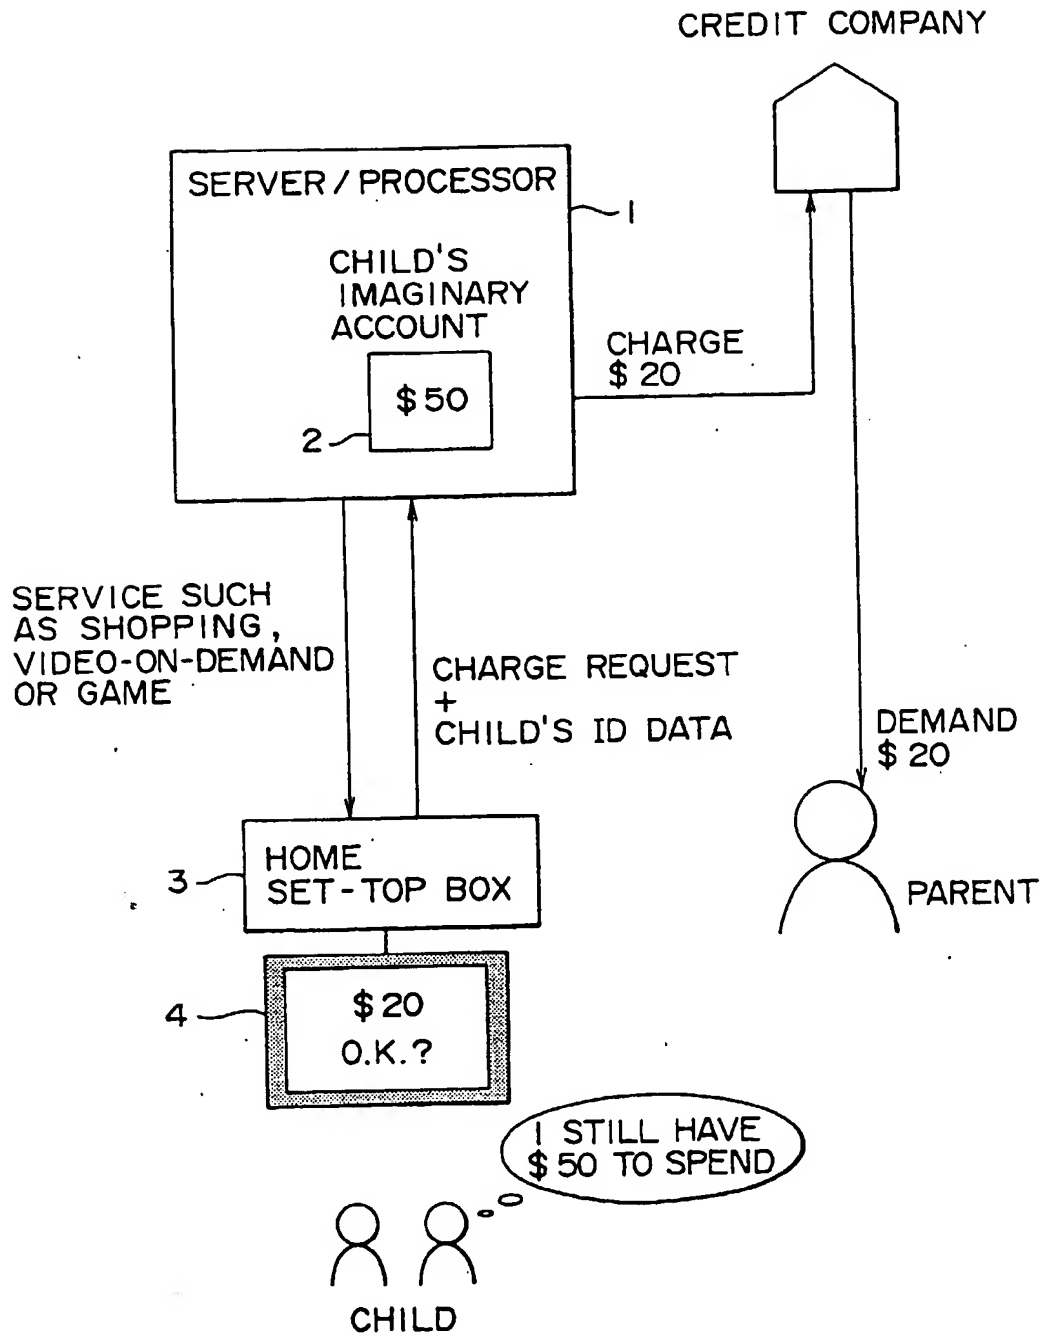 CREDIT COMPANY
SERVER / PROCESSOR
1
CHILD'S
IMAGINARY
ACCOUNT
$50
2
CHARGE
$ 20
SERVICE SUCH
AS SHOPPING,
VIDEO-ON-DEMAND
OR GAME
CHARGE REQUEST
+
CHILD'S ID DATA
DEMAND
$ 20
PARENT
3
HOME
SET-TOP BOX
4
$ 20
O.K.?
I STILL HAVE
$ 50 TO SPEND
CHILD